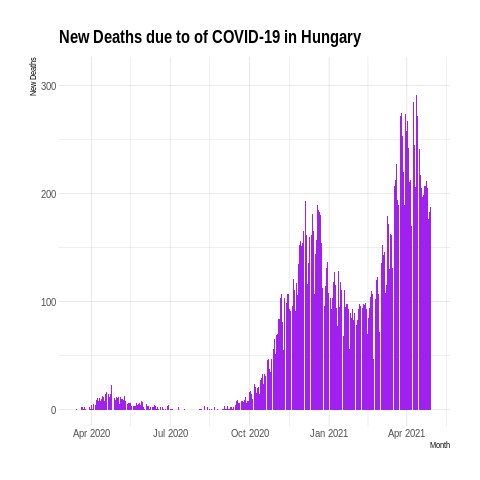 New Deaths due to of COVID-19 in Hungary
New Deaths
300
200
100
0
Apr 2020 Jul 2020 Oct 2020 Jan 2021 Apr 2021
Month